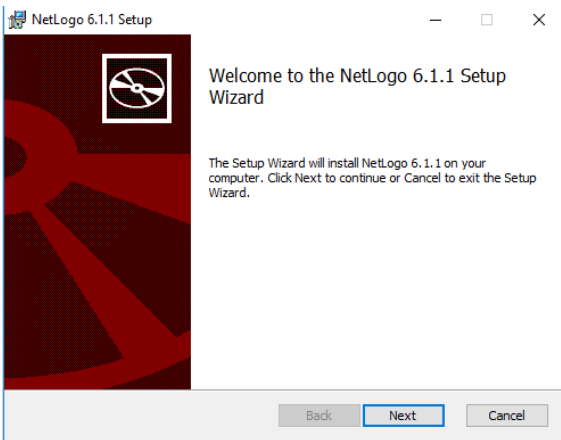 NetLogo 6.1.1 Setup
Welcome to the NetLogo 6.1.1 Setup
Wizard
The Setup Wizard will install NetLogo 6.1.1 on your
computer. Click Next to continue or Cancel to exit the Setup
Wizard.
Back Next Cancel